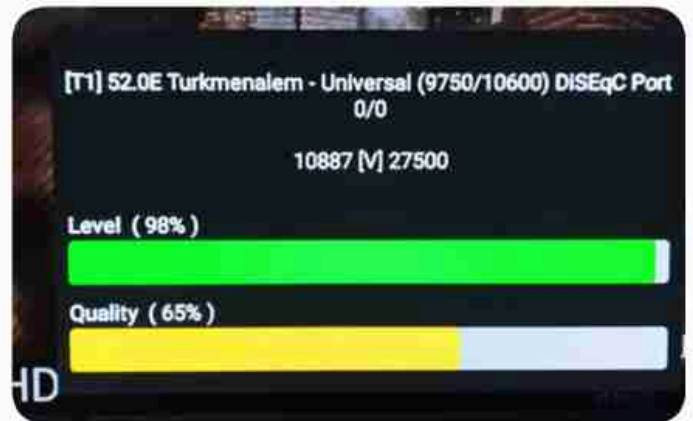 [T1] 52.0E Turkmenalem - Universal (9750/10600) DiSEqC Port
0/0
10887 [V] 27500
Level ( 98% )
Quality ( 65% )
HD